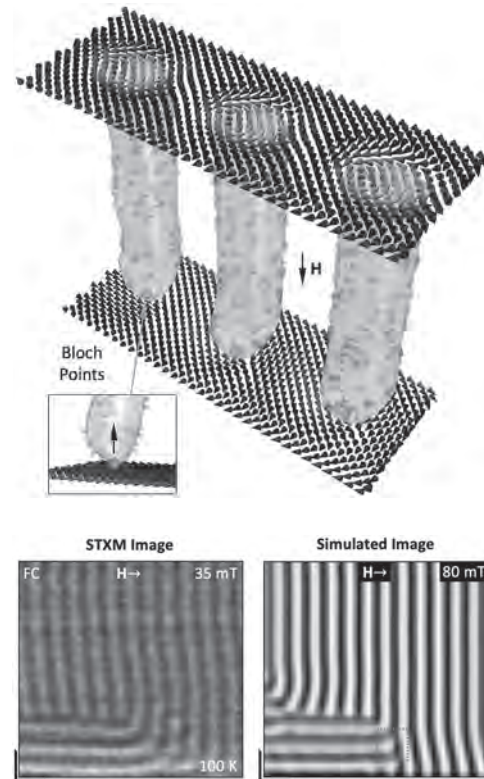 H
Bloch
Points
STXM Image
Simulated Image
FC
H→
35 mT
H→
80 mT
100 K